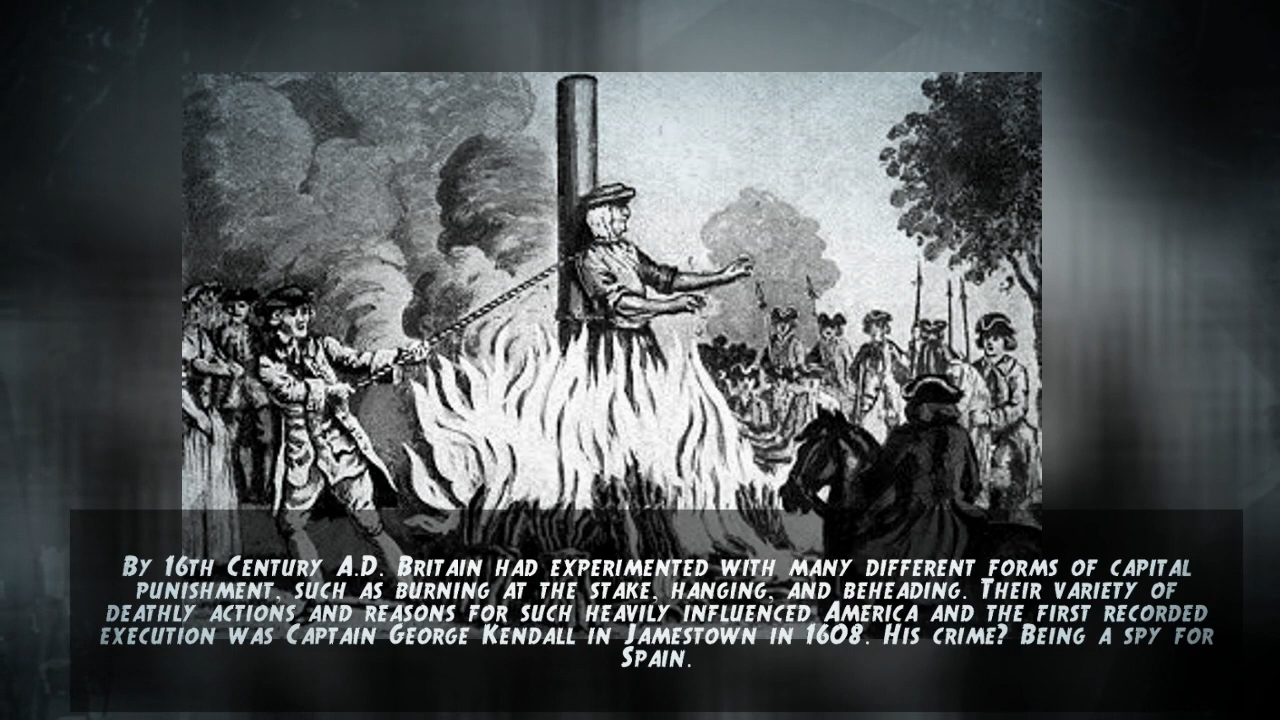 By 16th Century A.D. Britain had experimented with many different forms of capital
punishment, such as burning at the stake, hanging, and beheading. Their variety of
deathly actions and reasons for such heavily influenced America and the first recorded
execution was Captain George Kendall in Jamestown in 1608. His crime? Being a spy for
Spain.